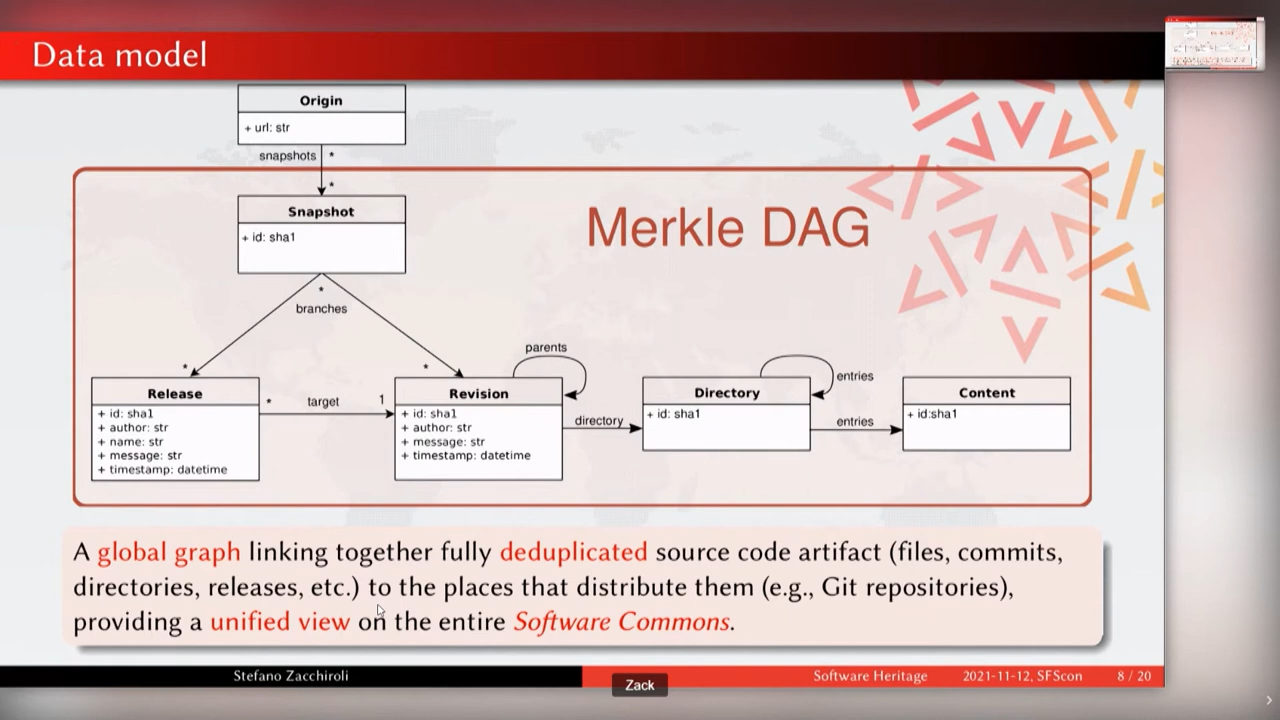 Data model
Origin
+ url: str
snapshots *
*
Snapshot
+ id: sha1
Merkle DAG
*
branches
* *
parents
Release
+ id: sha1
+ author: str
+ name: str
+ message: str
+ timestamp: datetime
* target 1
Revision
+ id: sha1
+ author: str
+ message: str
+ timestamp: datetime
directory
Directory
+ id: sha1
entries
entries
Content
+ id:sha1
A global graph linking together fully deduplicated source code artifact (files, commits,
directories, releases, etc.) to the places that distribute them (e.g., Git repositories),
providing a unified view on the entire Software Commons.
Stefano Zacchiroli
Software Heritage 2021-11-12, SFScon 8 / 20
Zack